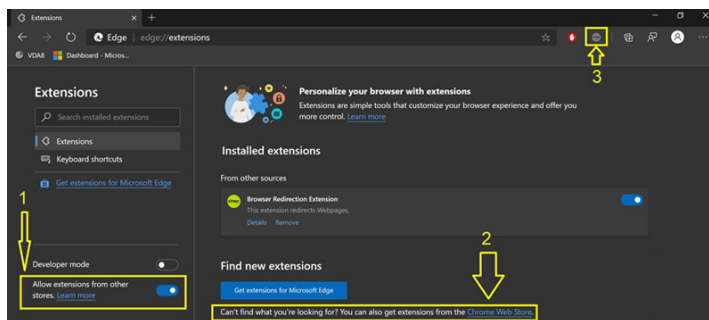 Extensions
Edge | edge://extensions
VDA8 Dashboard - Micros...
3
Extensions
Search installed extensions
Extensions
Keyboard shortcuts
Get extensions for Microsoft Edge
1
Developer mode
Allow extensions from other
stores. Learn more
Personalize your browser with extensions
Extensions are simple tools that customize your browser experience and offer you
more control. Learn more
Installed extensions
From other sources
citrix
Browser Redirection Extension
This extension redirects Webpages.
Details Remove
2
Find new extensions
Get extensions for Microsoft Edge
Can't find what you're looking for? You can also get extensions from the Chrome Web Store.